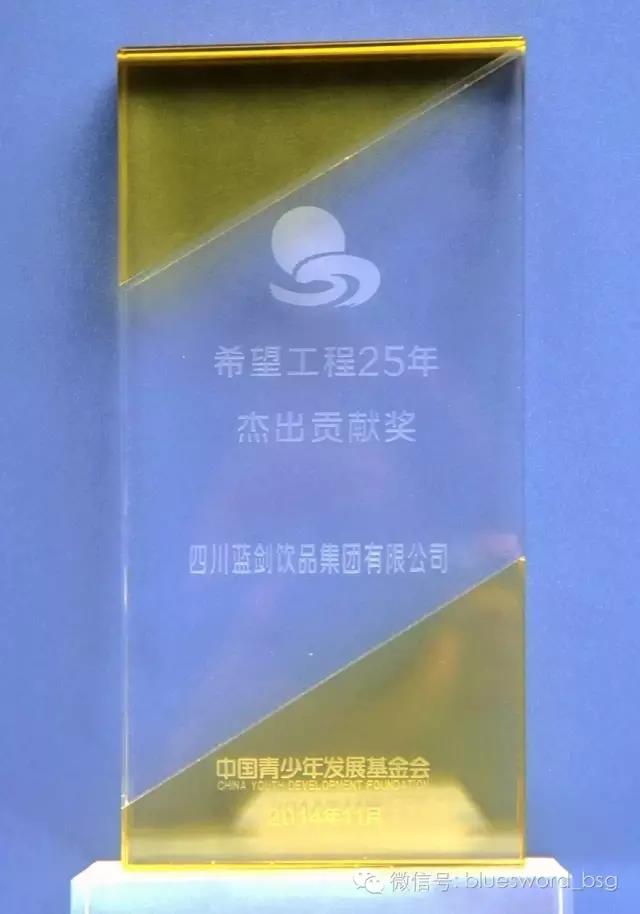 希望工程25年
杰出贡献奖
四川蓝剑饮品集团有限公司
中国青少年发展基金会
CHINA YOUTH DEVELOPMENT FOUNDATION
2014年11月
微信号: bluesword_bsg